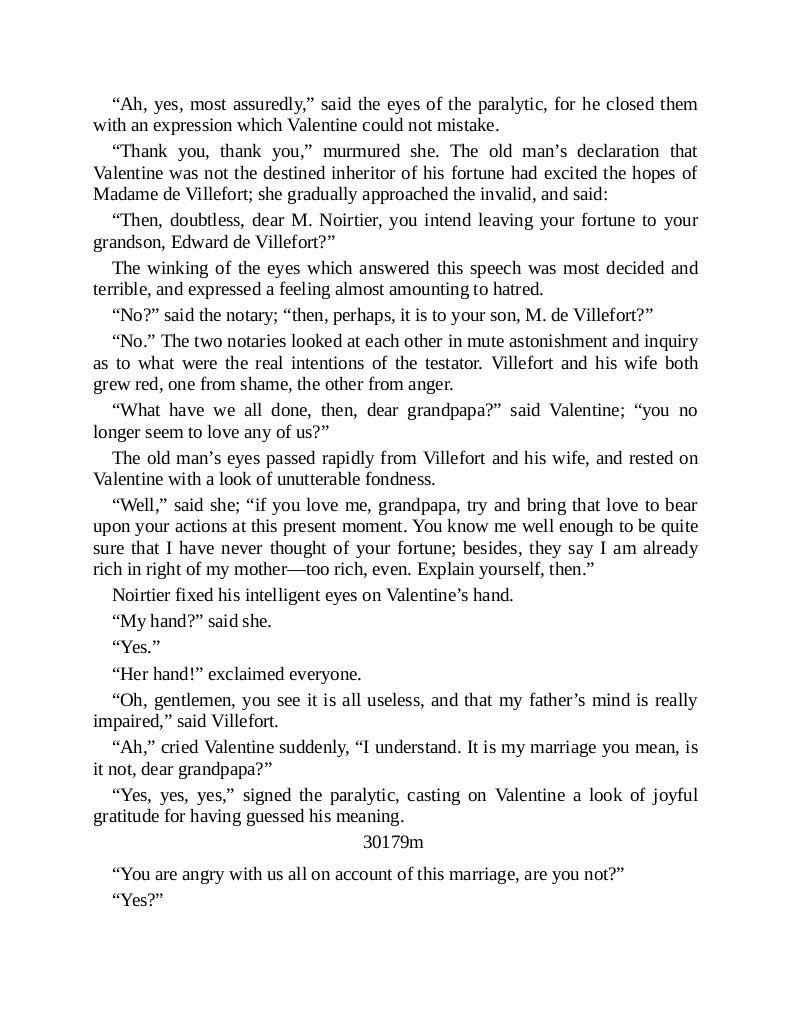 “Ah, yes, most assuredly,” said the eyes of the paralytic, for he closed them
with an expression which Valentine could not mistake.
“Thank you, thank you,” murmured she. The old man’s declaration that
Valentine was not the destined inheritor of his fortune had excited the hopes of
Madame de Villefort; she gradually approached the invalid, and said:
“Then, doubtless, dear M. Noirtier, you intend leaving your fortune to your
grandson, Edward de Villefort?”
The winking of the eyes which answered this speech was most decided and
terrible, and expressed a feeling almost amounting to hatred.
“No?” said the notary; “then, perhaps, it is to your son, M. de Villefort?”
“No.” The two notaries looked at each other in mute astonishment and inquiry
as to what were the real intentions of the testator. Villefort and his wife both
grew red, one from shame, the other from anger.
“What have we all done, then, dear grandpapa?” said Valentine; “you no
longer seem to love any of us?”
The old man’s eyes passed rapidly from Villefort and his wife, and rested on
Valentine with a look of unutterable fondness.
“Well,” said she; “if you love me, grandpapa, try and bring that love to bear
upon your actions at this present moment. You know me well enough to be quite
sure that I have never thought of your fortune; besides, they say I am already
rich in right of my mother—too rich, even. Explain yourself, then.”
Noirtier fixed his intelligent eyes on Valentine’s hand.
“My hand?” said she.
“Yes.”
“Her hand!” exclaimed everyone.
“Oh, gentlemen, you see it is all useless, and that my father’s mind is really
impaired,” said Villefort.
“Ah,” cried Valentine suddenly, “I understand. It is my marriage you mean, is
it not, dear grandpapa?”
“Yes, yes, yes,” signed the paralytic, casting on Valentine a look of joyful
gratitude for having guessed his meaning.
30179m
“You are angry with us all on account of this marriage, are you not?”
“Yes?”